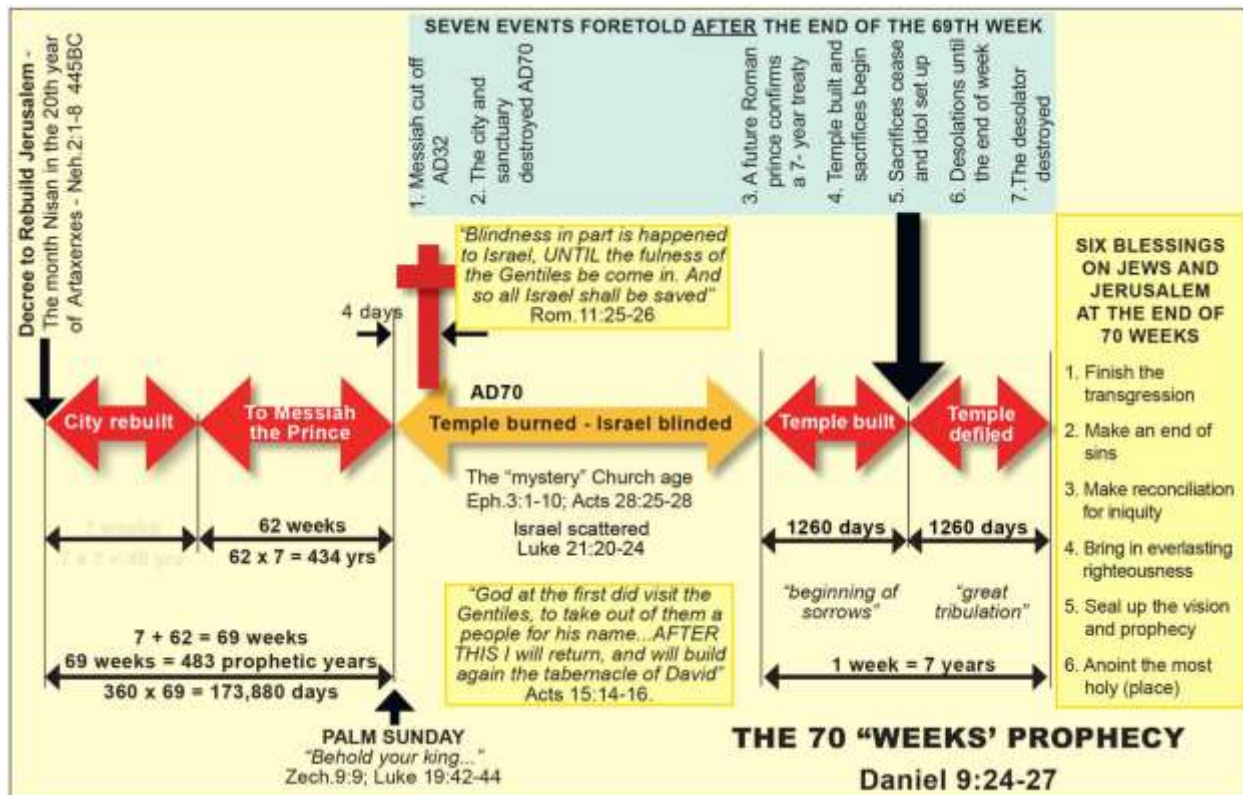 SEVEN EVENTS FORETOLD AFTER THE END OF THE 69TH WEEK
Decree to Rebuild Jerusalem -
The month Nisan in the 20th year
of Artaxerxes - Neh.2:1-8 445BC
1. Messiah cut off
AD32
2. The city and
sanctuary
destroyed AD70
3. A future Roman
prince confirms
a 7- year treaty
4. Temple built and
sacrifices begin
5. Sacrifices cease
and idol set up
6. Desolations until
the end of week
7.The desolator
destroyed
"Blindness in part is happened
to Israel, UNTIL the fulness of
the Gentiles be come in. And
so all Israel shall be saved"
Rom.11:25-26
4 days
City rebuilt
To Messiah
the Prince
AD70
Temple burned - Israel blinded
Temple built
Temple
defiled
The "mystery" Church age
Eph.3:1-10; Acts 28:25-28
Israel scattered
Luke 21:20-24
7 weeks
7 x 7 = 49 yrs
62 weeks
62 x 7 = 434 yrs
1260 days
1260 days
"beginning of
sorrows"
"great
tribulation"
7 + 62 = 69 weeks
69 weeks = 483 prophetic years
360 x 69 = 173,880 days
"God at the first did visit the
Gentiles, to take out of them a
people for his name...AFTER
THIS I will return, and will build
again the tabernacle of David"
Acts 15:14-16.
1 week = 7 years
PALM SUNDAY
"Behold your king..."
Zech.9:9; Luke 19:42-44
SIX BLESSINGS
ON JEWS AND
JERUSALEM
AT THE END OF
70 WEEKS
1. Finish the
transgression
2. Make an end of
sins
3. Make reconciliation
for iniquity
4. Bring in everlasting
righteousness
5. Seal up the vision
and prophecy
6. Anoint the most
holy (place)
THE 70 "WEEKS' PROPHECY
Daniel 9:24-27